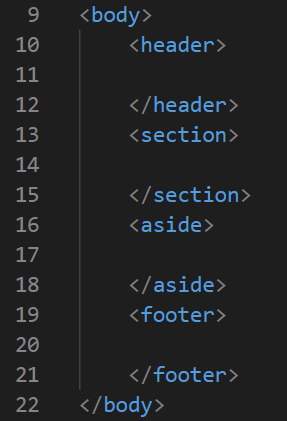 9 <body>
10 <header>
11
12 </header>
13 <section>
14
15 </section>
16 <aside>
17
18 </aside>
19 <footer>
20
21 </footer>
22 </body>